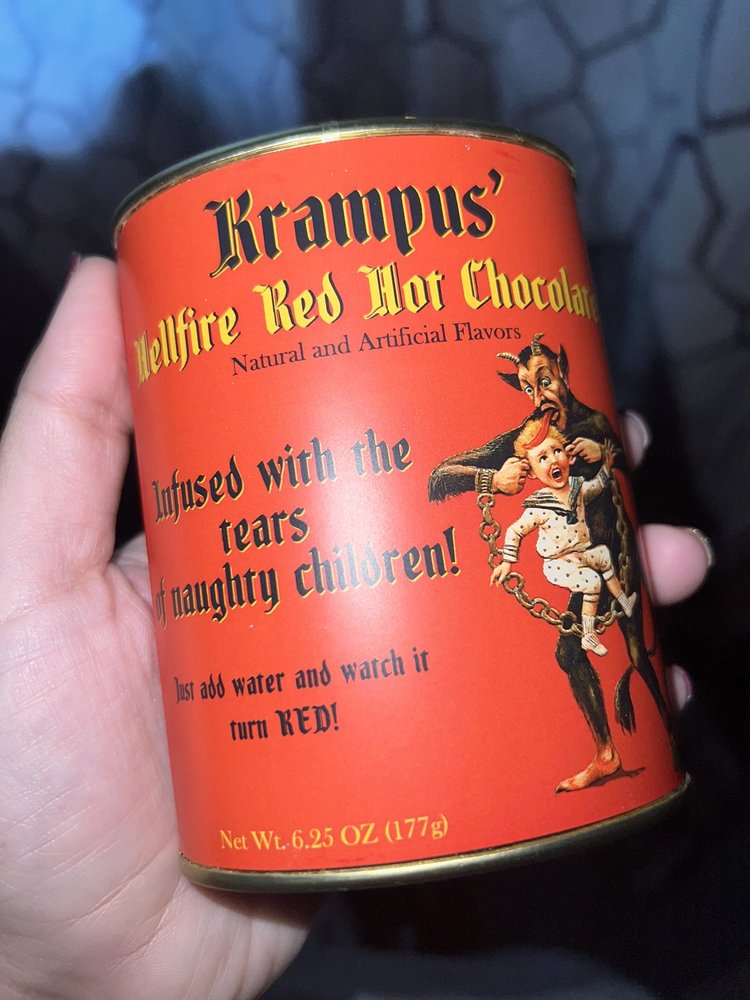 Krampus'
Hellfire Red Hot Chocolate
Natural and Artificial Flavors
Infused with the
tears
of naughty children!
Just add water and watch it
turn RED!
Net Wt. 6.25 OZ (177g)